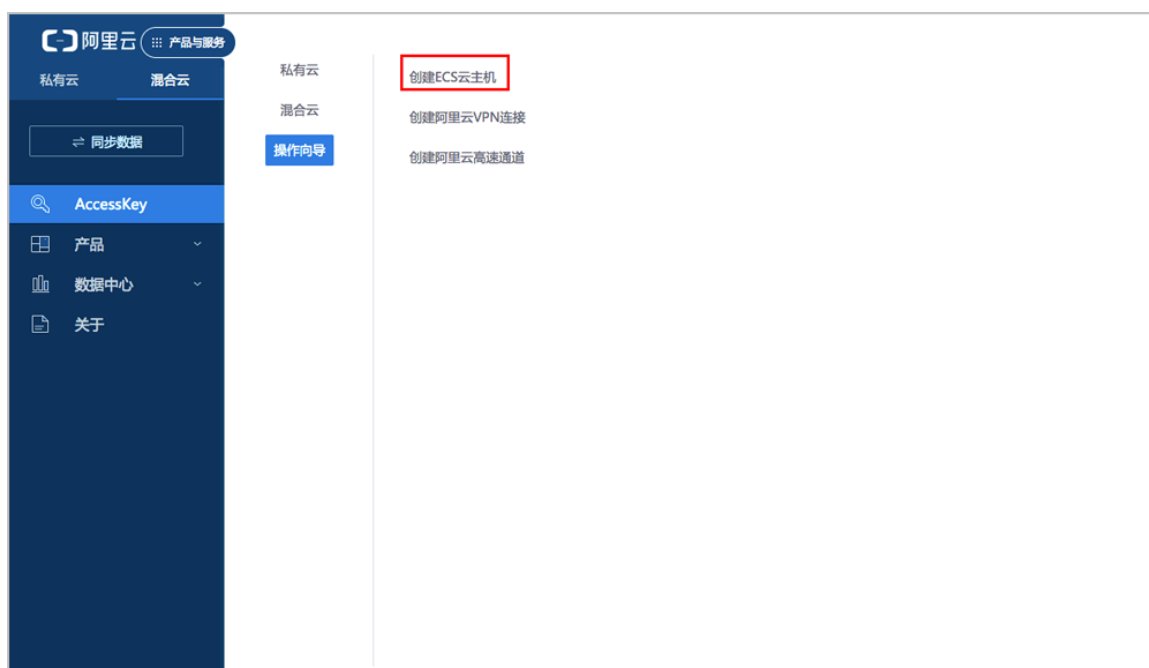 阿里云 产品与服务
私有云 混合云
同步数据
AccessKey
产品
数据中心
关于
私有云
混合云
操作向导
创建ECS云主机
创建阿里云VPN连接
创建阿里云高速通道